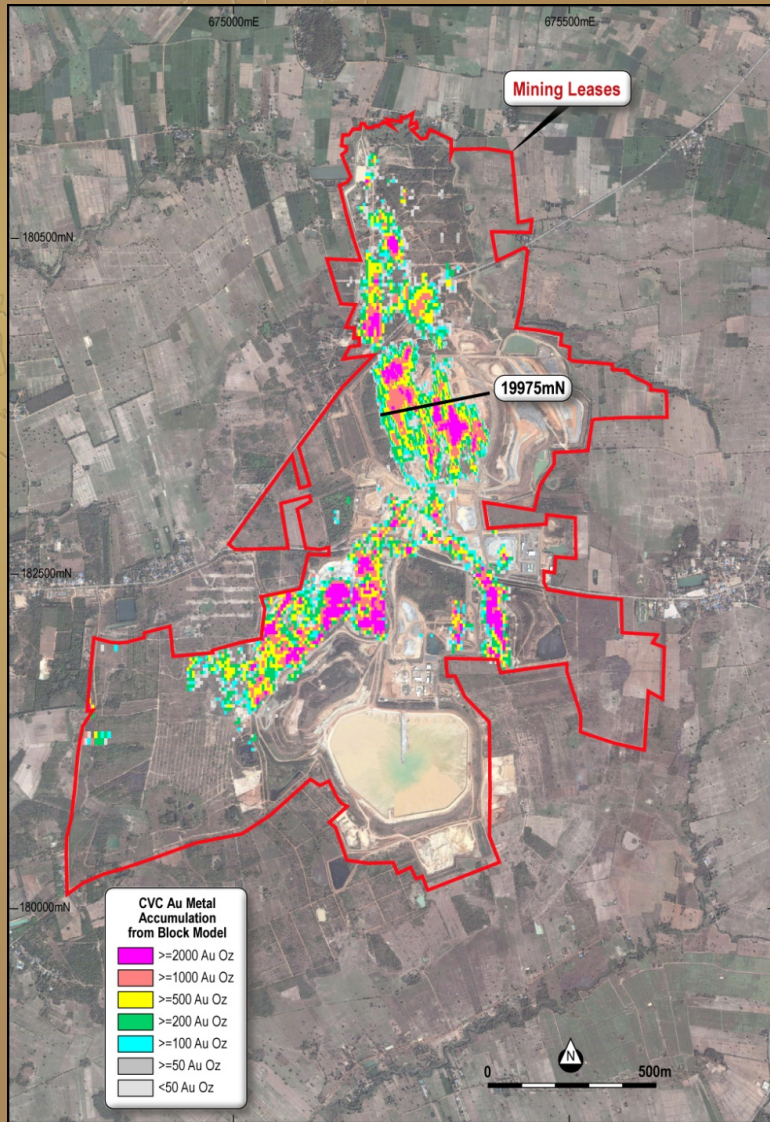 675000mE
675500mE
Mining Leases
180500mN
19975mN
182500mN
180000mN
CVC Au Metal
Accumulation
from Block Model
>=2000 Au Oz
>=1000 Au Oz
>=500 Au Oz
>=200 Au Oz
>=100 Au Oz
>=50 Au Oz
<50 Au Oz
N
0
500m